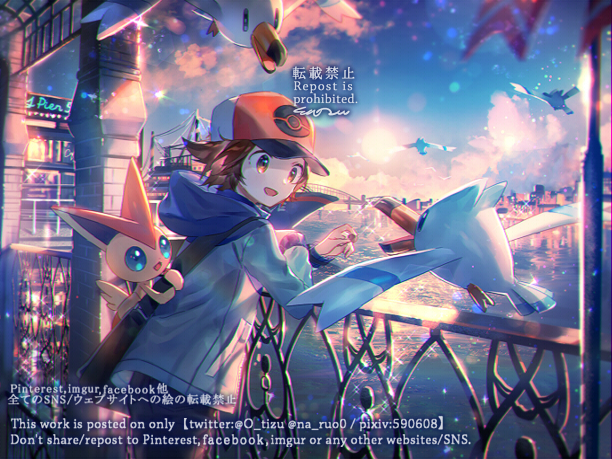 転載禁止
Repost is
prohibited.
1 Pier S
Pinterest,imgur,facebook他
全てのSNS/ウェブサイトへの絵の転載禁止
This work is posted on only【twitter:@O_tizu @na_ruo0 / pixiv:590608】
Don't share/repost to Pinterest,facebook,imgur or any other websites/SNS.